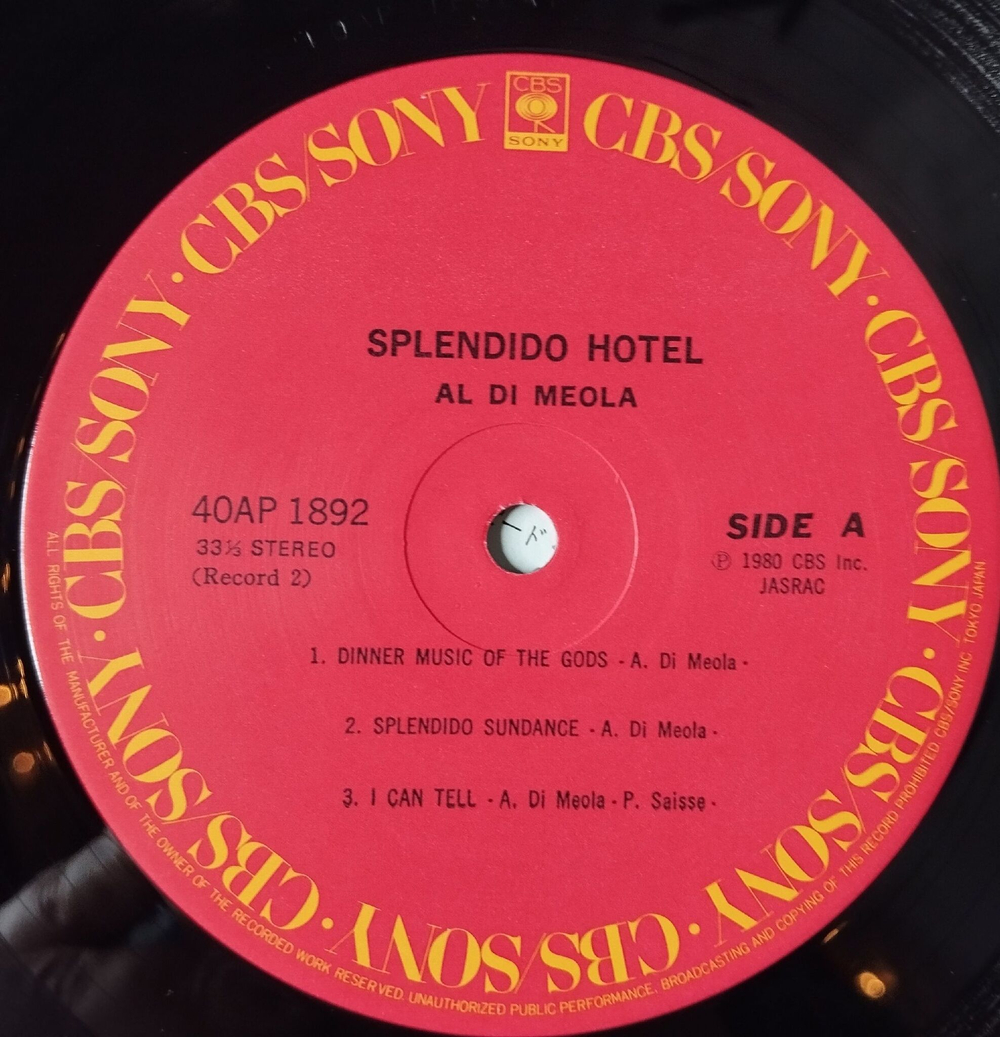 CBS
SONY
CBS/SONY · CBS/SONY · CBS/SONY · CBS/SONY · CBS/SONY · CBS/SONY · CBS/SONY
SPLENDIDO HOTEL
AL DI MEOLA
40AP 1892
33⅓ STEREO
(Record 2)
SIDE A
Ⓟ 1980 CBS Inc.
JASRAC
1. DINNER MUSIC OF THE GODS - A. Di Meola -
2. SPLENDIDO SUNDANCE - A. Di Meola -
3. I CAN TELL - A. Di Meola - P. Saisse -
ALL RIGHTS OF THE MANUFACTURER AND OF THE OWNER OF THE RECORDED WORK RESERVED. UNAUTHORIZED PUBLIC PERFORMANCE, BROADCASTING AND COPYING OF THIS RECORD PROHIBITED CBS/SONY INC TOKYO JAPAN